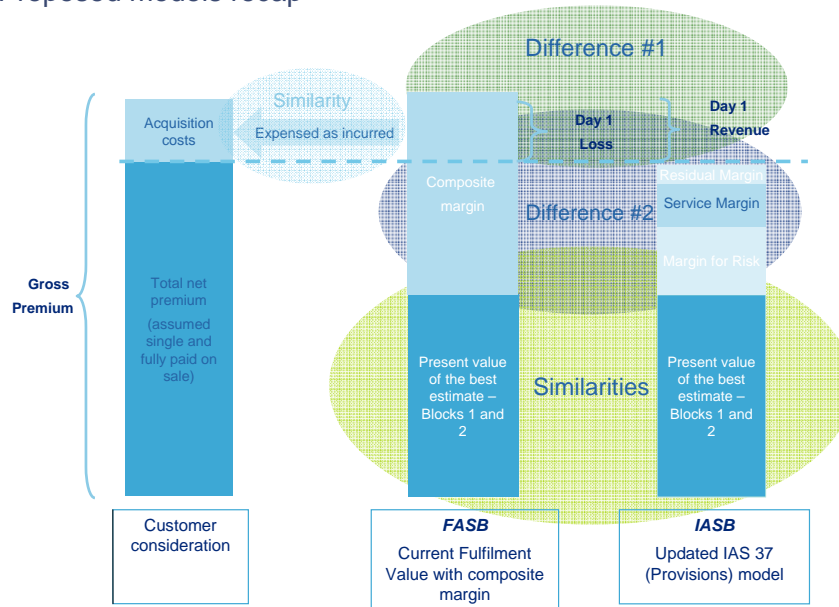 Proposed models recap
Difference #1
Similarity
Acquisition
costs
Expensed as incurred
Day 1
Loss
Day 1
Revenue
Composite
margin
Residual Margin
Service Margin
Difference #2
Margin for Risk
Gross
Premium
Total net
premium
(assumed
single and
fully paid on
sale)
Present value
of the best
estimate –
Blocks 1 and
2
Similarities
Present value
of the best
estimate –
Blocks 1 and
2
Customer
consideration
FASB
Current Fulfilment
Value with composite
margin
IASB
Updated IAS 37
(Provisions) model